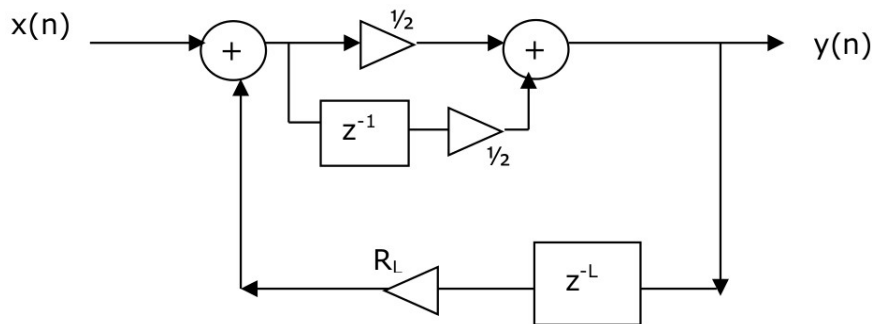 x(n)
+
½
+
y(n)
z⁻¹
½
R_L
z⁻ᴸ